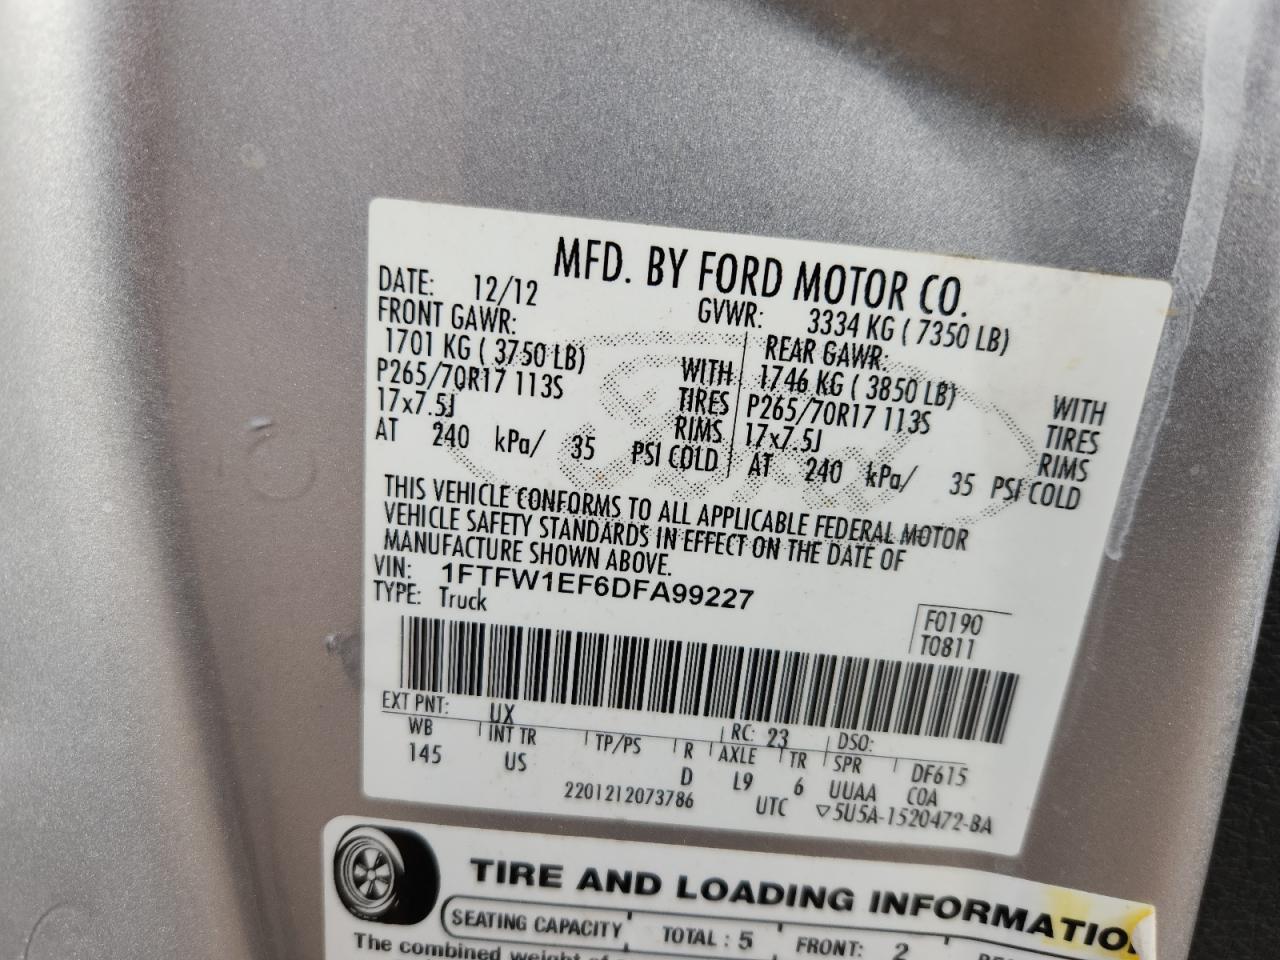 MFD. BY FORD MOTOR CO.
DATE: 12/12 GVWR: 3334 KG ( 7350 LB)
FRONT GAWR: REAR GAWR:
1701 KG ( 3750 LB) WITH 1746 KG ( 3850 LB) WITH
P265/70R17 113S TIRES P265/70R17 113S TIRES
17x7.5J RIMS 17x7.5J RIMS
AT 240 kPa/ 35 PSI COLD AT 240 kPa/ 35 PSI COLD
THIS VEHICLE CONFORMS TO ALL APPLICABLE FEDERAL MOTOR
VEHICLE SAFETY STANDARDS IN EFFECT ON THE DATE OF
MANUFACTURE SHOWN ABOVE.
VIN: 1FTFW1EF6DFA99227
TYPE: Truck
F0190
T0811
EXT PNT: UX RC: 23 DSO:
WB INT TR TP/PS R AXLE TR SPR DF615
145 US D L9 6 UUAA COA
2201212073786 UTC ▽5U5A-1520472-BA
TIRE AND LOADING INFORMATIO
SEATING CAPACITY TOTAL : 5 FRONT: 2
The combined weight of